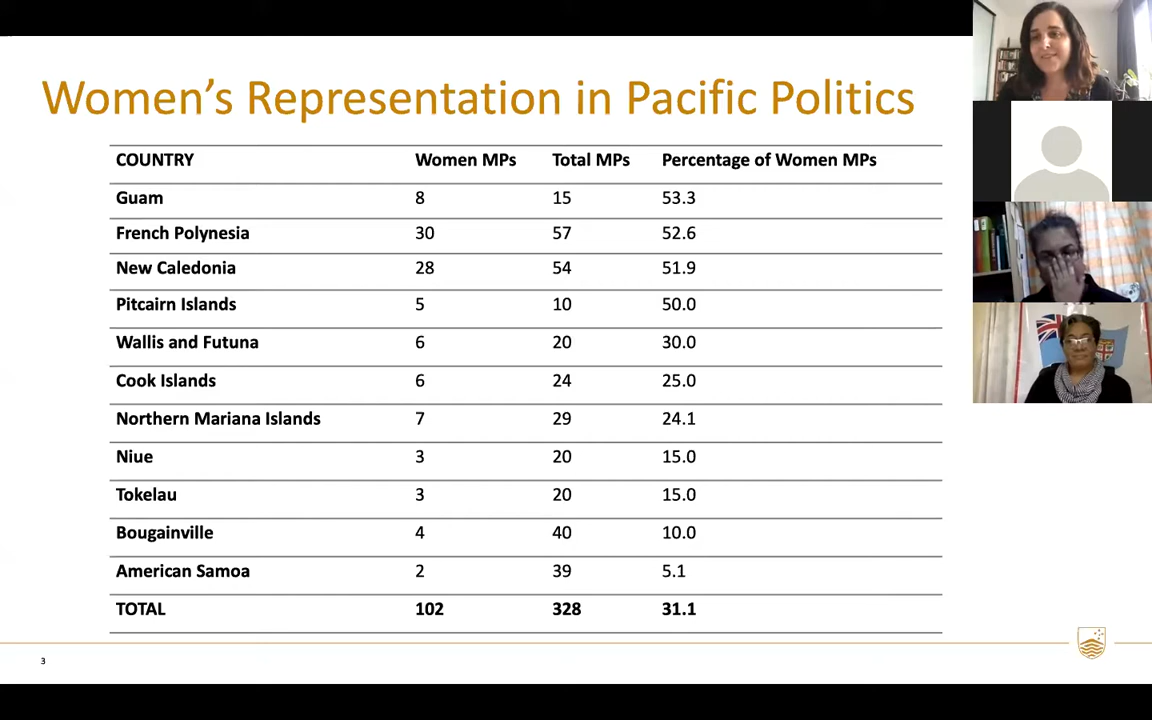 Women's Representation in Pacific Politics
COUNTRY Women MPs Total MPs Percentage of Women MPs
Guam 8 15 53.3
French Polynesia 30 57 52.6
New Caledonia 28 54 51.9
Pitcairn Islands 5 10 50.0
Wallis and Futuna 6 20 30.0
Cook Islands 6 24 25.0
Northern Mariana Islands 7 29 24.1
Niue 3 20 15.0
Tokelau 3 20 15.0
Bougainville 4 40 10.0
American Samoa 2 39 5.1
TOTAL 102 328 31.1
3